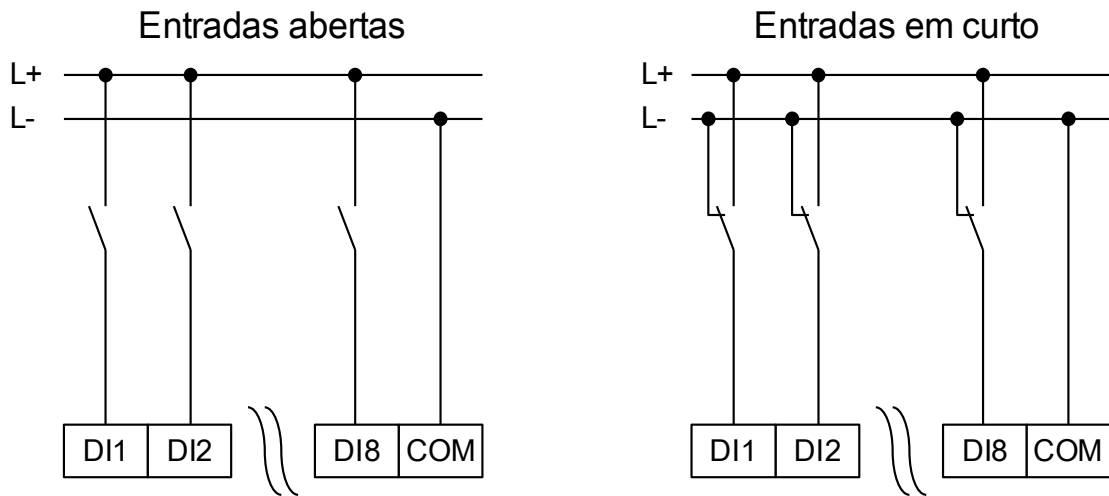 Entradas abertas
L+
L-
DI1 DI2 DI8 COM
Entradas em curto
L+
L-
DI1 DI2 DI8 COM